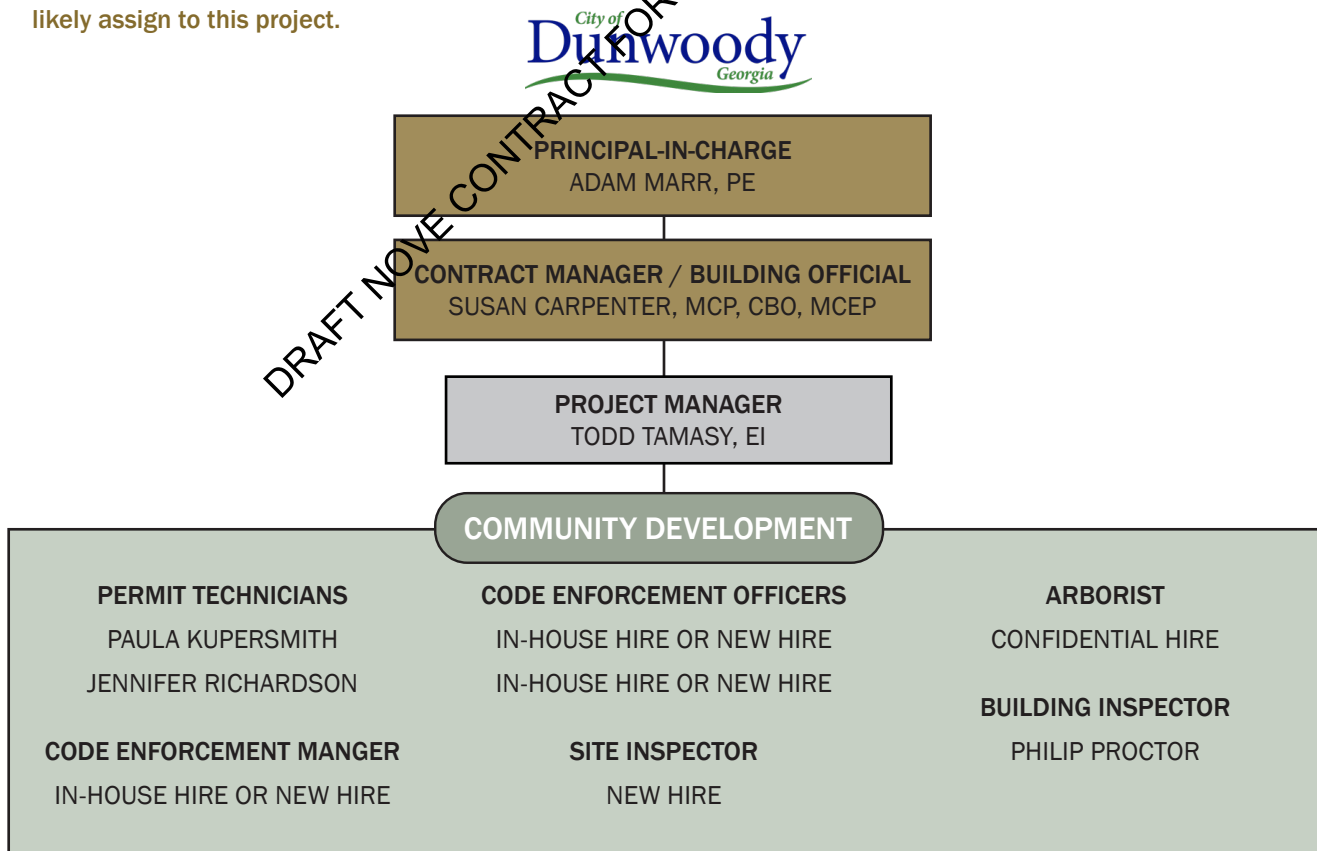 likely assign to this project.
City of
Dunwoody
Georgia
DRAFT NOVE CONTRACT FOR
PRINCIPAL-IN-CHARGE
ADAM MARR, PE
CONTRACT MANAGER / BUILDING OFFICIAL
SUSAN CARPENTER, MCP, CBO, MCEP
PROJECT MANAGER
TODD TAMASY, EI
COMMUNITY DEVELOPMENT
PERMIT TECHNICIANS
PAULA KUPERSMITH
JENNIFER RICHARDSON
CODE ENFORCEMENT MANGER
IN-HOUSE HIRE OR NEW HIRE
CODE ENFORCEMENT OFFICERS
IN-HOUSE HIRE OR NEW HIRE
IN-HOUSE HIRE OR NEW HIRE
SITE INSPECTOR
NEW HIRE
ARBORIST
CONFIDENTIAL HIRE
BUILDING INSPECTOR
PHILIP PROCTOR